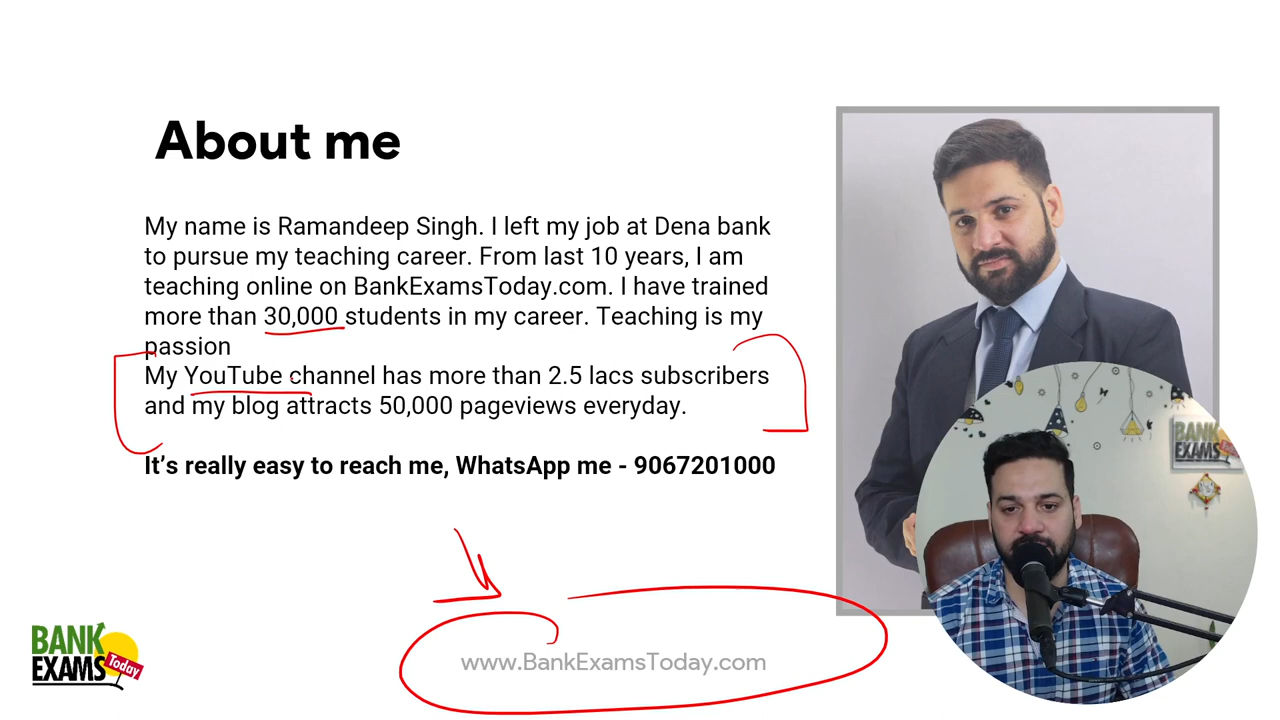 About me
My name is Ramandeep Singh. I left my job at Dena bank
to pursue my teaching career. From last 10 years, I am
teaching online on BankExamsToday.com. I have trained
more than 30,000 students in my career. Teaching is my
passion
My YouTube channel has more than 2.5 lacs subscribers
and my blog attracts 50,000 pageviews everyday.
It’s really easy to reach me, WhatsApp me - 9067201000
BANK
EXAMS
Today
www.BankExamsToday.com
BANK
EXAMS